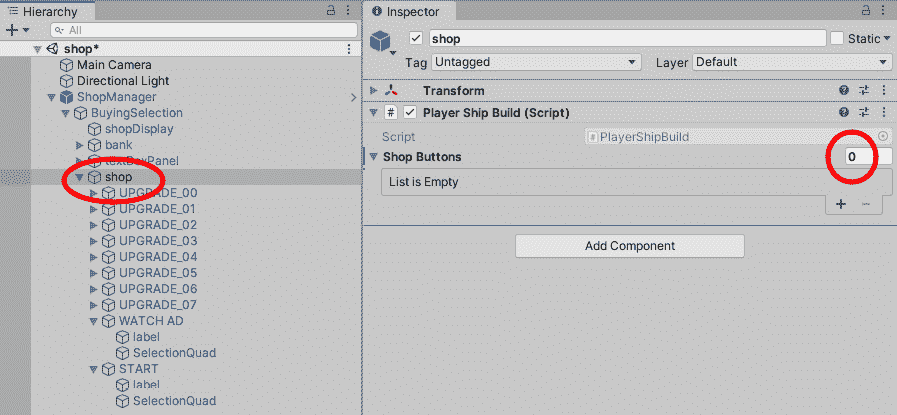 Hierarchy
All
shop*
Main Camera
Directional Light
ShopManager
BuyingSelection
shopDisplay
bank
textBoxPanel
shop
UPGRADE_00
UPGRADE_01
UPGRADE_02
UPGRADE_03
UPGRADE_04
UPGRADE_05
UPGRADE_06
UPGRADE_07
WATCH AD
label
SelectionQuad
START
label
SelectionQuad
Inspector
shop Static
Tag Untagged Layer Default
Transform
# Player Ship Build (Script)
Script # PlayerShipBuild
Shop Buttons 0
List is Empty
+ −
Add Component